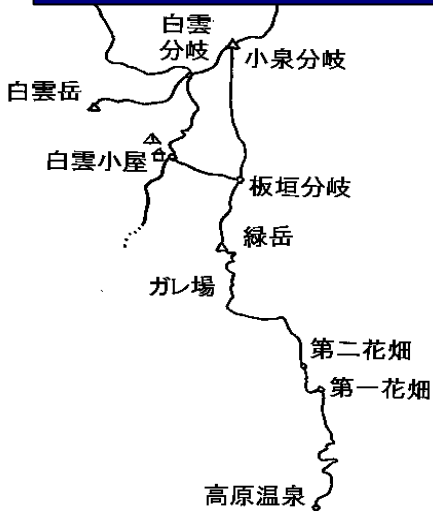 白雲
分岐
小泉分岐
白雲岳
白雲小屋
板垣分岐
緑岳
ガレ場
第二花畑
第一花畑
高原温泉